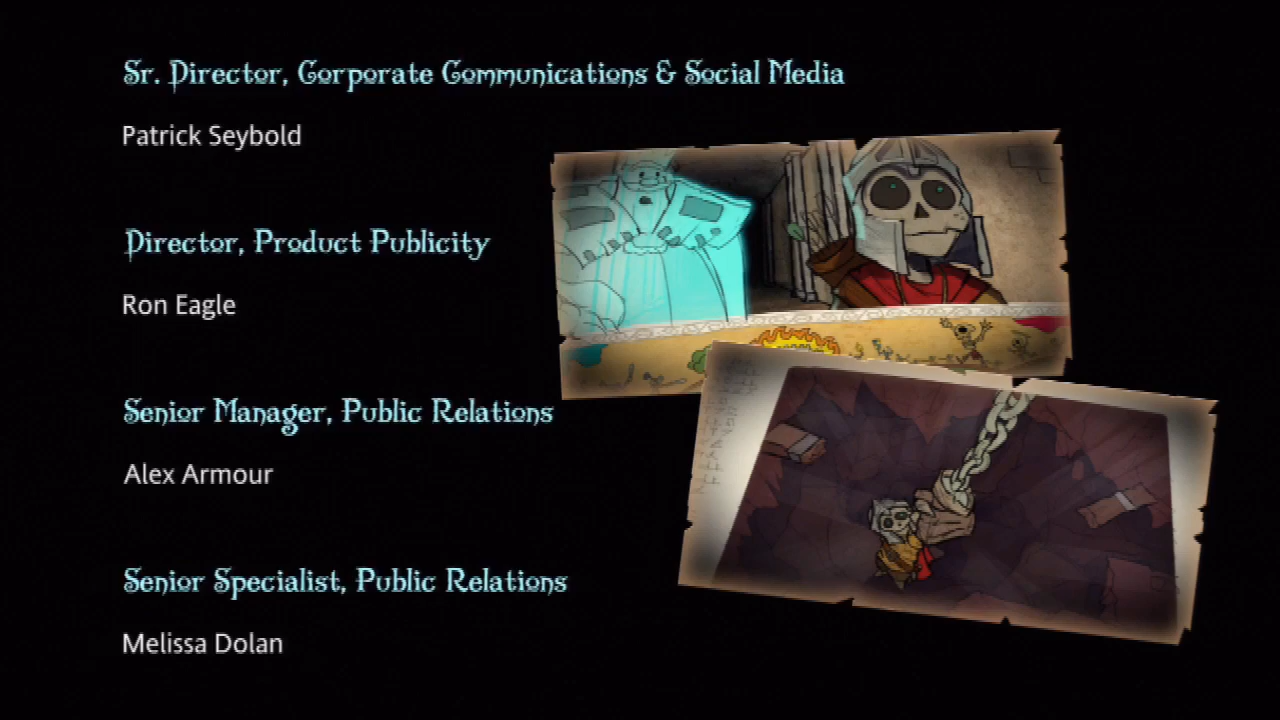 Sr. Director, Corporate Communications & Social Media
Patrick Seybold
Director, Product Publicity
Ron Eagle
Senior Manager, Public Relations
Alex Armour
Senior Specialist, Public Relations
Melissa Dolan